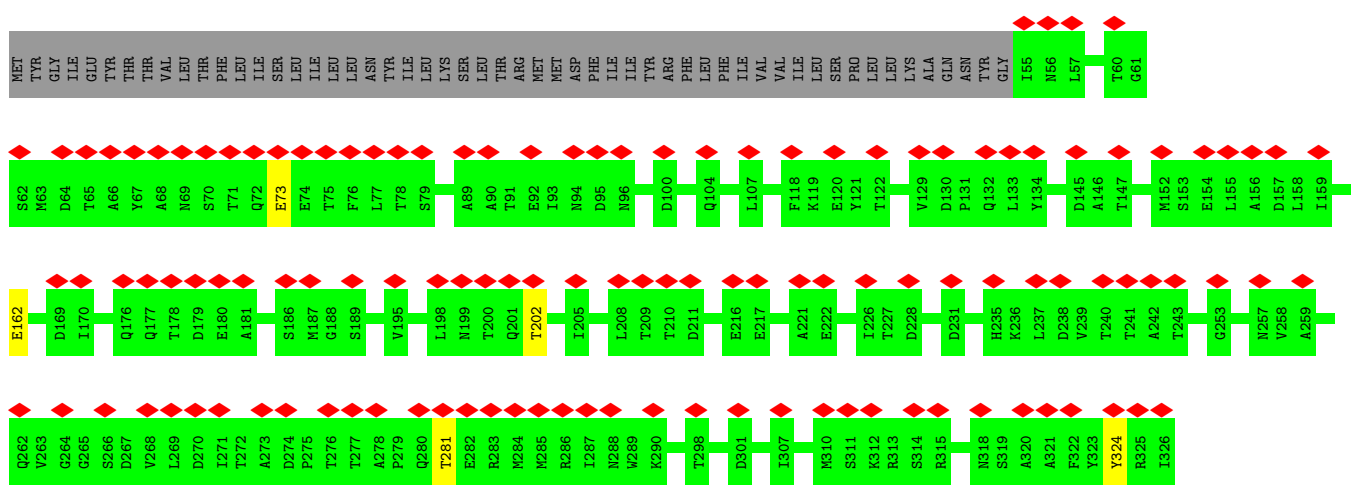 MET TYR GLY ILE GLU TYR THR THR VAL LEU THR PHE LEU ILE SER LEU ILE LEU LEU ASN TYR ILE LEU LYS SER LEU THR ARG MET MET ASP PHE ILE ILE TYR ARG PHE LEU PHE ILE VAL VAL ILE LEU SER PRO LEU LEU LYS ALA GLN ASN TYR GLY I55 N56 L57 T60 G61
S62 M63 D64 T65 A66 Y67 A68 N69 S70 T71 Q72 E73 E74 T75 F76 L77 T78 S79 A89 A90 T91 E92 I93 N94 D95 N96 D100 Q104 L107 F118 K119 E120 Y121 T122 V129 D130 P131 Q132 L133 Y134 D145 A146 T147 M152 S153 E154 L155 A156 D157 L158 I159
E162 D169 I170 Q176 Q177 T178 D179 E180 A181 S186 M187 G188 S189 V195 L198 N199 T200 Q201 T202 I205 L208 T209 T210 D211 E216 E217 A221 E222 I226 T227 D228 D231 H235 K236 L237 D238 V239 T240 T241 A242 T243 G253 N257 V258 A259
Q262 V263 G264 G265 S266 D267 V268 L269 D270 I271 T272 A273 D274 P275 T276 T277 A278 P279 Q280 T281 E282 R283 M284 M285 R286 I287 N288 W289 K290 T298 D301 I307 M310 S311 K312 R313 S314 R315 N318 S319 A320 A321 F322 Y323 Y324 R325 I326